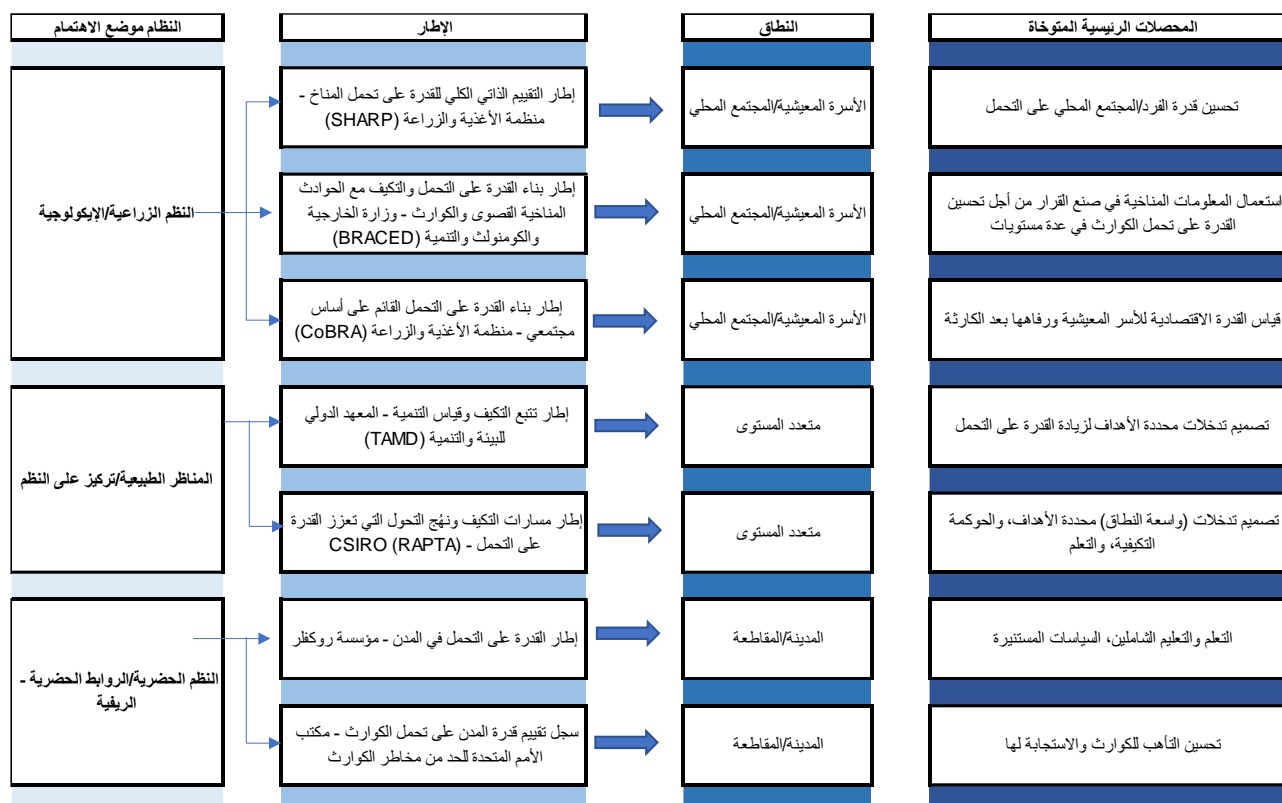 النظام موضع الاهتمام
الإطار
النطاق
المحصلات الرئيسية المتوخاة
النظم الزراعية/الإيكولوجية
إطار التقييم الذاتي الكلي للقدرة على تحمل المناخ -
منظمة الأغذية والزراعة (SHARP)
الأسرة المعيشية/المجتمع المحلي
تحسين قدرة الفرد/المجتمع المحلي على التحمل
إطار بناء القدرة على التحمل والتكيف مع الحوادث
المناخية القصوى والكوارث - وزارة الخارجية
والكومنولث والتنمية (BRACED)
الأسرة المعيشية/المجتمع المحلي
استعمال المعلومات المناخية في صنع القرار من أجل تحسين
القدرة على تحمل الكوارث في عدة مستويات
إطار بناء القدرة على التحمل القائم على أساس
مجتمعي - منظمة الأغذية والزراعة (CoBRA)
الأسرة المعيشية/المجتمع المحلي
قياس القدرة الاقتصادية للأسر المعيشية ورفاهها بعد الكارثة
المناظر الطبيعية/تركيز على النظم
إطار تتبع التكيف وقياس التنمية - المعهد الدولي
للبيئة والتنمية (TAMD)
متعدد المستوى
تصميم تدخلات محددة الأهداف لزيادة القدرة على التحمل
إطار مسارات التكيف ونهُج التحول التي تعزز القدرة
على التحمل - CSIRO (RAPTA)
متعدد المستوى
تصميم تدخلات (واسعة النطاق) محددة الأهداف، والحوكمة
التكيفية، والتعلم
النظم الحضرية/الروابط الحضرية -
الريفية
إطار القدرة على التحمل في المدن - مؤسسة روكفلر
المدينة/المقاطعة
التعلم والتعليم الشاملين، السياسات المستنيرة
سجل تقييم قدرة المدن على تحمل الكوارث - مكتب
الأمم المتحدة للحد من مخاطر الكوارث
المدينة/المقاطعة
تحسين التأهب للكوارث والاستجابة لها